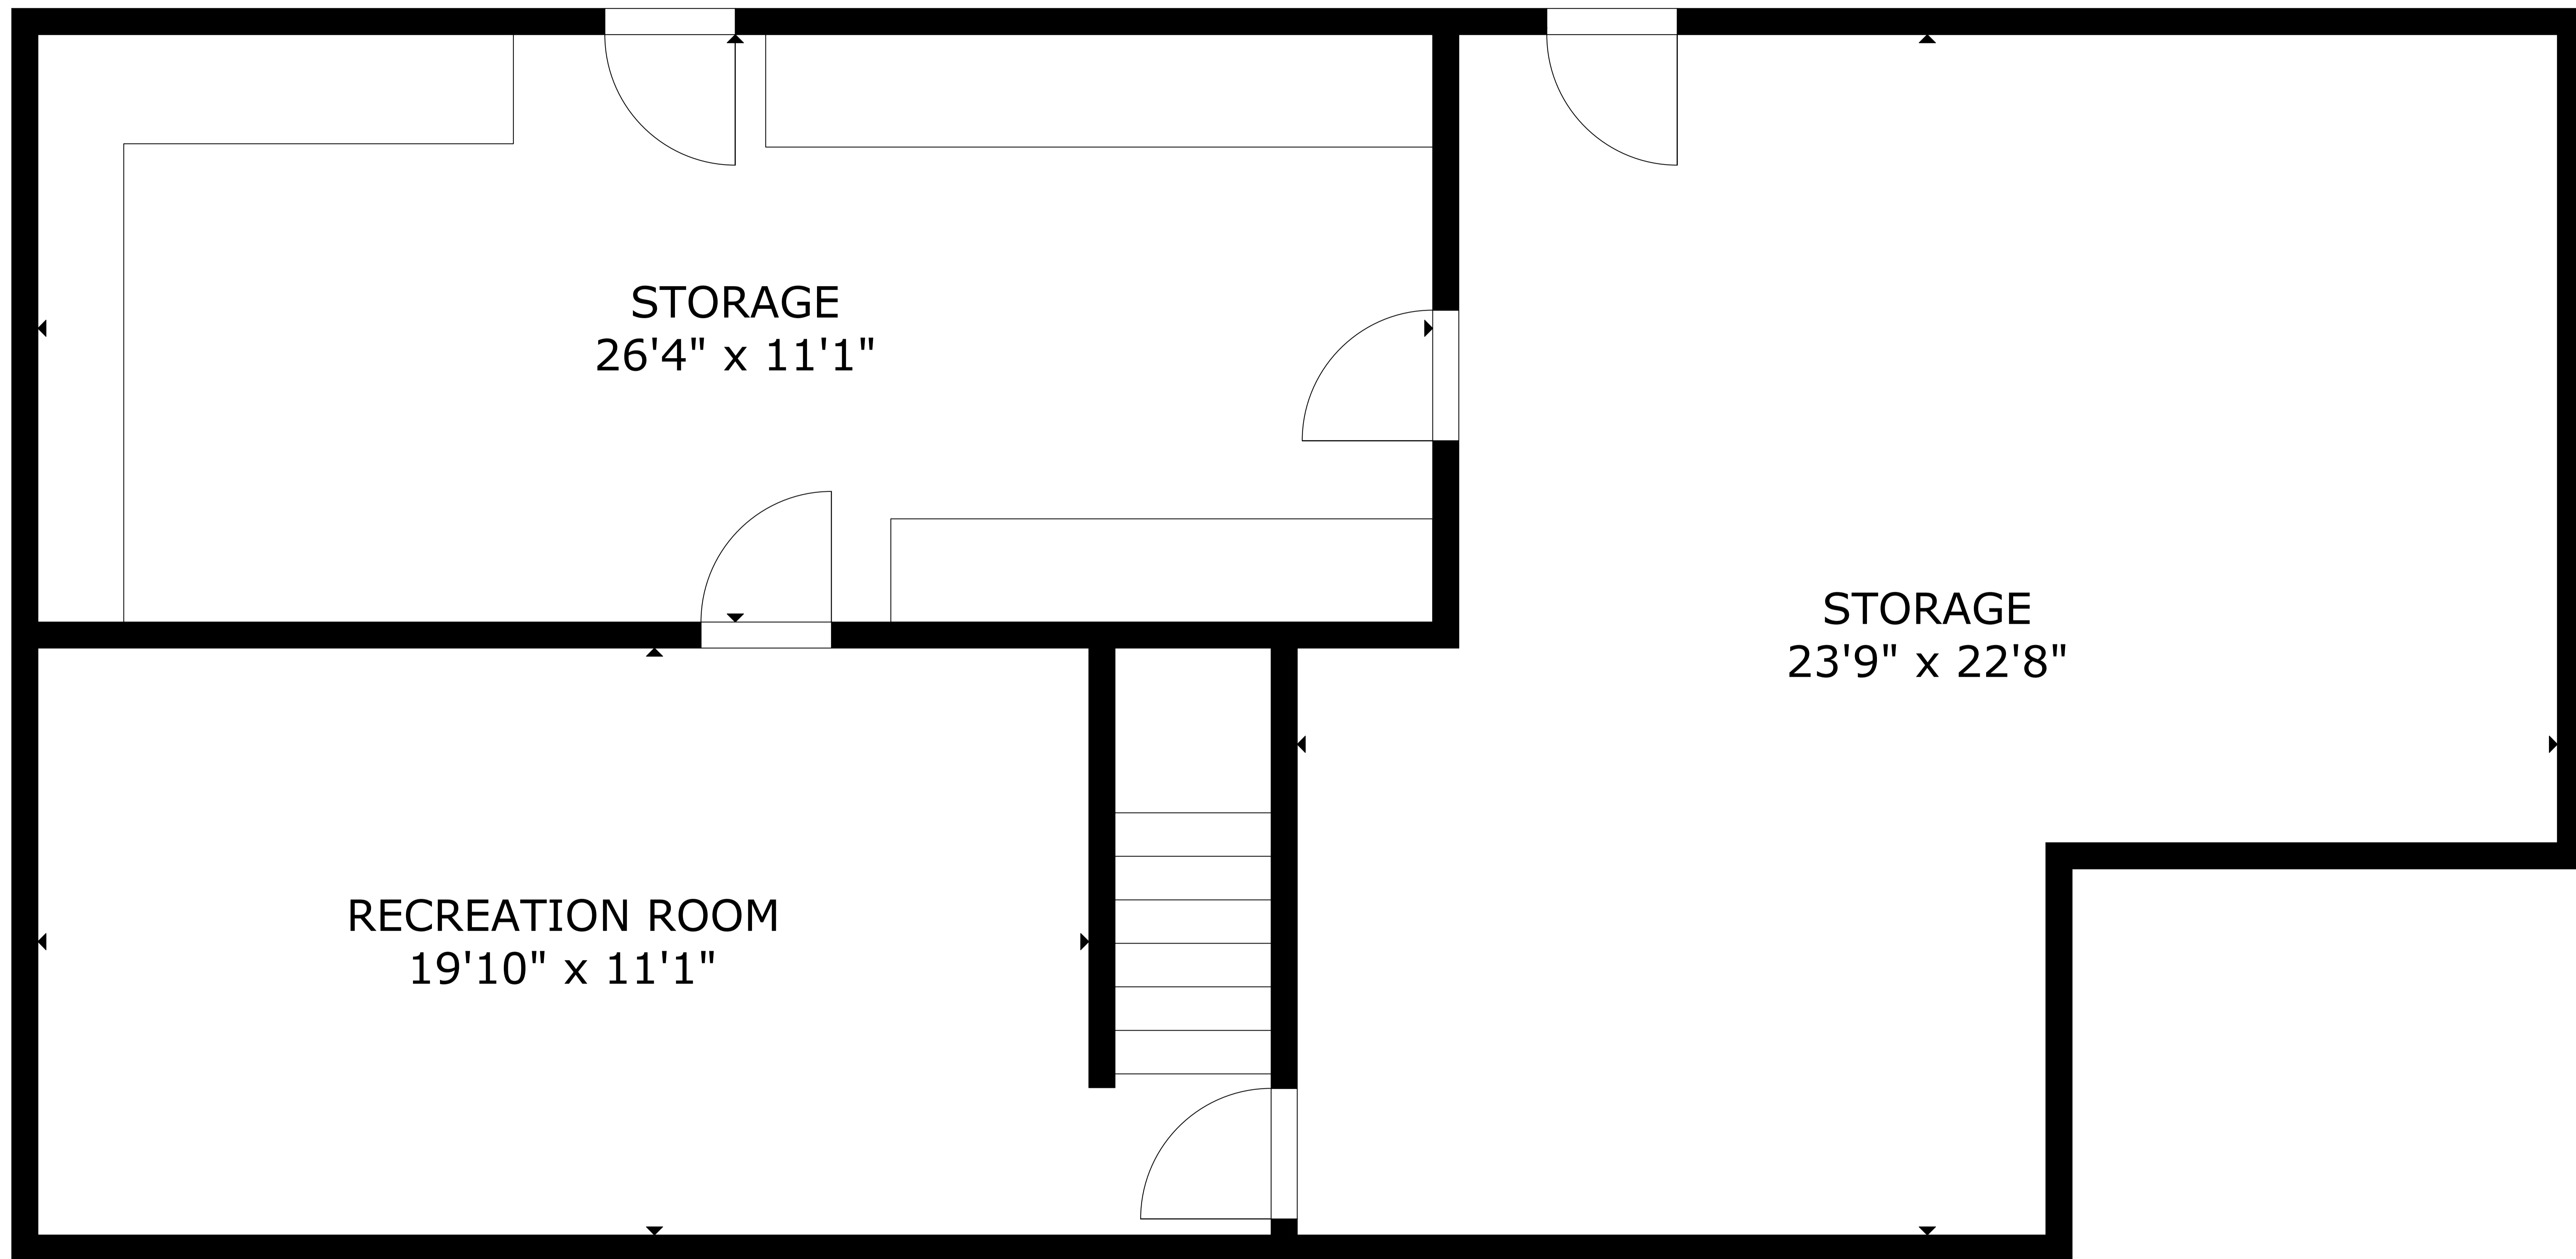 STORAGE
26'4" x 11'1"
STORAGE
23'9" x 22'8"
RECREATION ROOM
19'10" x 11'1"